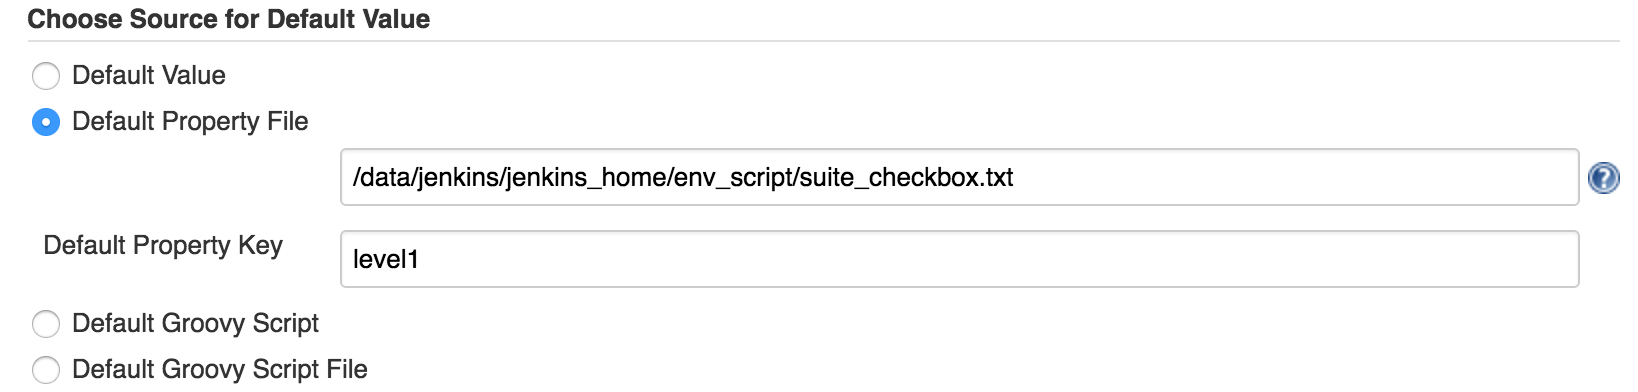 Choose Source for Default Value
Default Value
Default Property File
/data/jenkins/jenkins_home/env_script/suite_checkbox.txt
?
Default Property Key
level1
Default Groovy Script
Default Groovy Script File